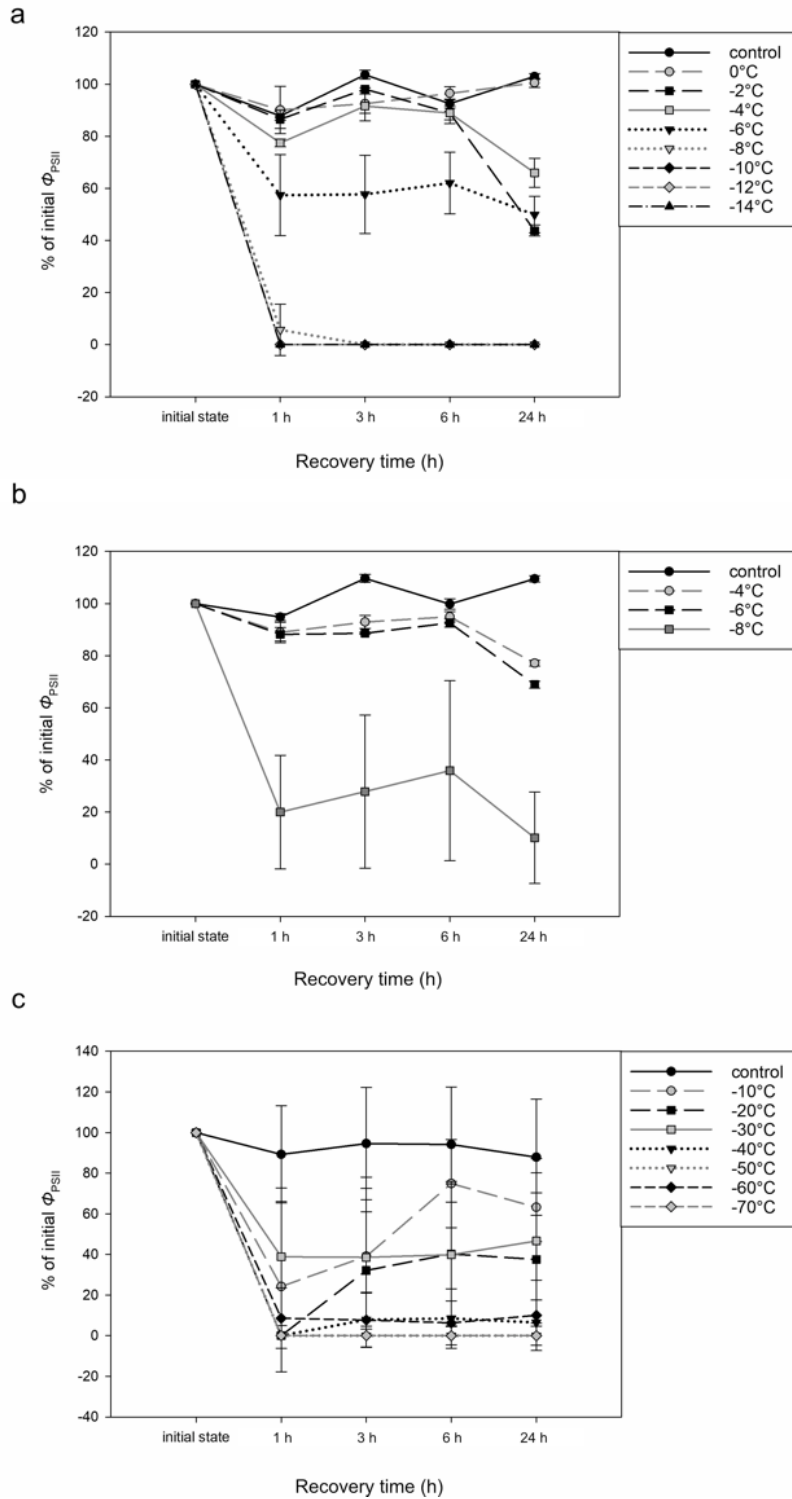 a
120
100
80
60
40
20
0
-20
% of initial ΦPSII
initial state 1 h 3 h 6 h 24 h
Recovery time (h)
control
0°C
-2°C
-4°C
-6°C
-8°C
-10°C
-12°C
-14°C
b
120
100
80
60
40
20
0
-20
% of initial ΦPSII
initial state 1 h 3 h 6 h 24 h
Recovery time (h)
control
-4°C
-6°C
-8°C
c
140
120
100
80
60
40
20
0
-20
-40
% of initial ΦPSII
initial state 1 h 3 h 6 h 24 h
Recovery time (h)
control
-10°C
-20°C
-30°C
-40°C
-50°C
-60°C
-70°C